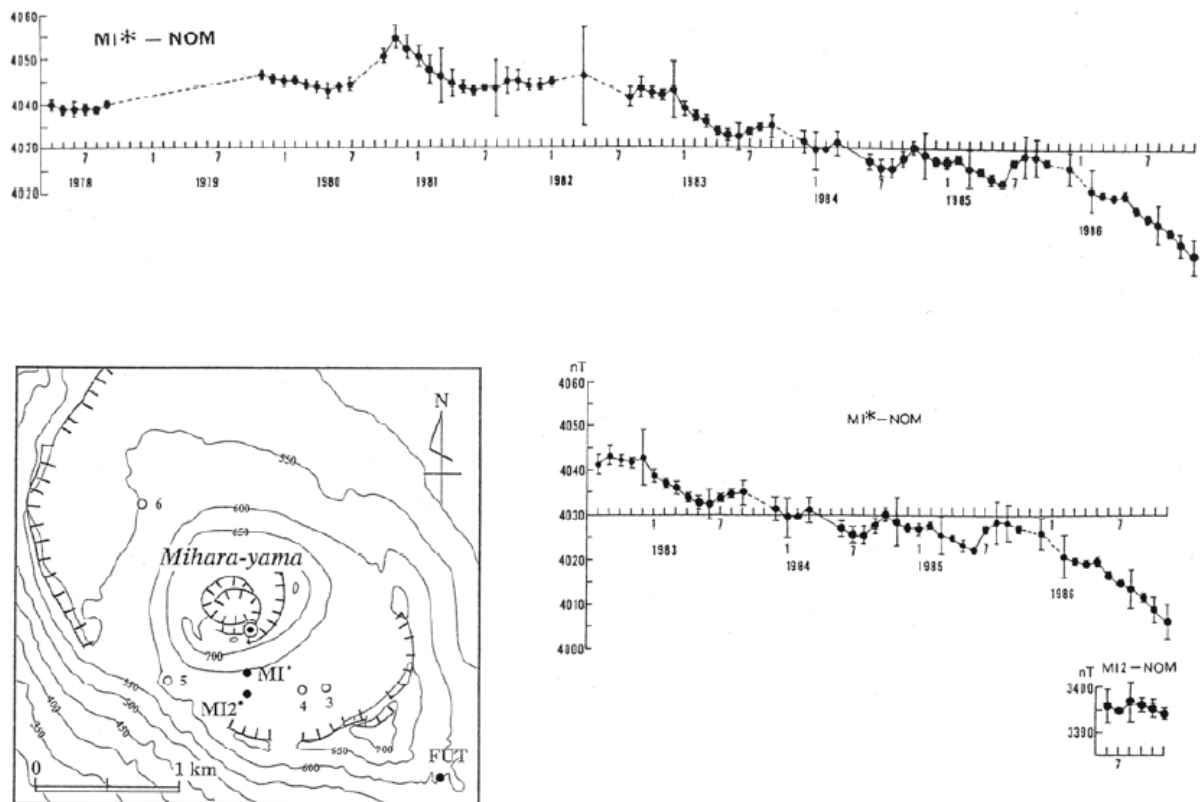 4060
MI* – NOM
4050
4040
4030
7 1 7 1 7 1 7 1 7 1 7 1 7 1 7 1 7
4020
1978 1979 1980 1981 1982 1983 1984 1985 1986
N
550
6
600
650
Mihara-yama
700
5
MI*
MI2*
4 3
550
500
450
400
350
650
700
600
FUT
0 1 km
nT
4060
MI*–NOM
4050
4040
4030
1 7 1 7 1 7 1 7
4020
1983 1984 1985 1986
4010
4000
nT MI2–NOM
3400
3390
7